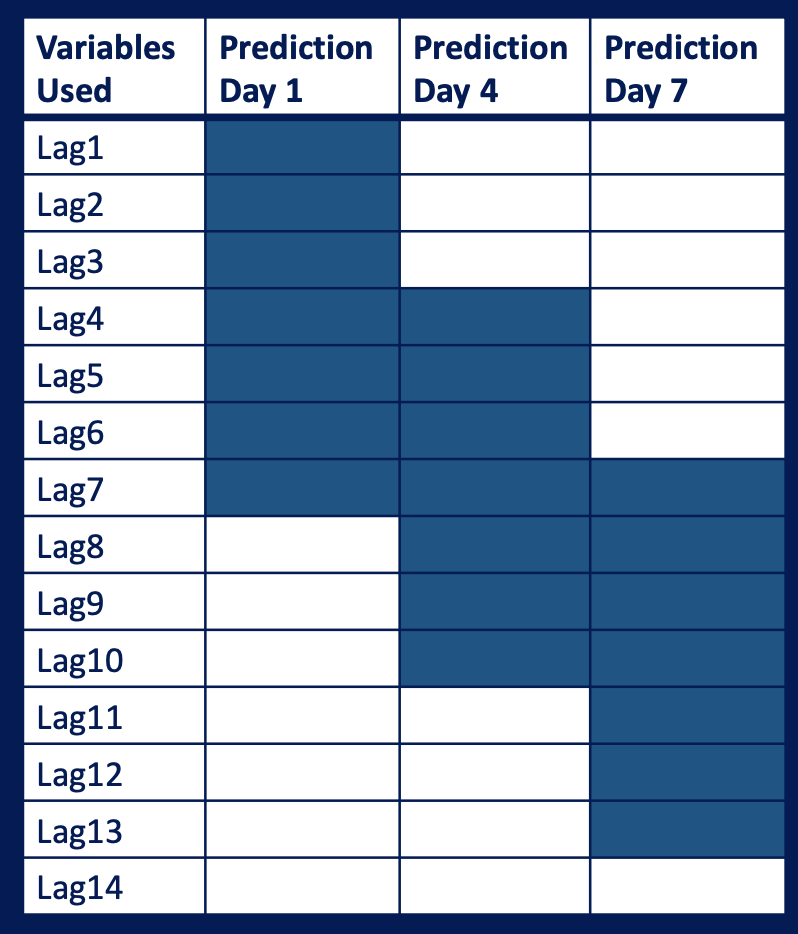 Variables Used
Prediction Day 1
Prediction Day 4
Prediction Day 7
Lag1
Lag2
Lag3
Lag4
Lag5
Lag6
Lag7
Lag8
Lag9
Lag10
Lag11
Lag12
Lag13
Lag14